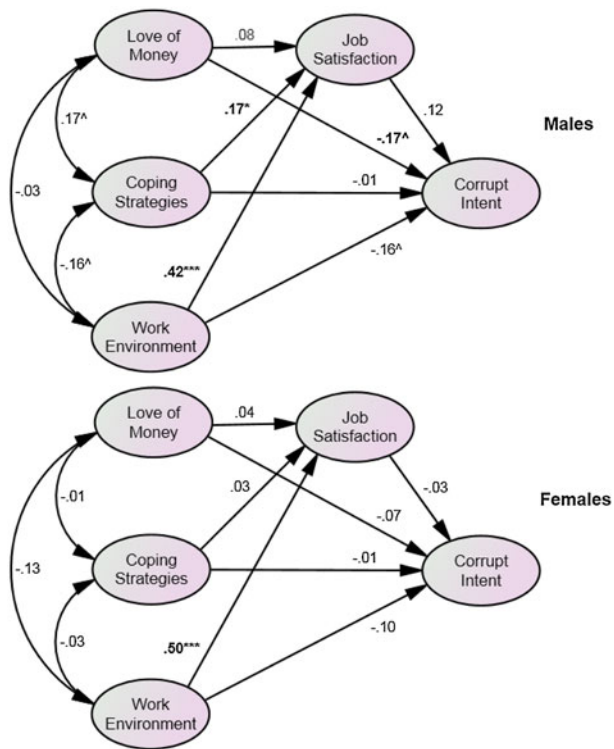 Love of
Money
.08
Job
Satisfaction
.17^
.17*
-.17^
.12
Males
-.03
Coping
Strategies
-.01
Corrupt
Intent
-.16^
.42***
-.16^
Work
Environment
Love of
Money
.04
Job
Satisfaction
-.01
.03
-.07
-.03
Females
-.13
Coping
Strategies
-.01
Corrupt
Intent
-.03
.50***
-.10
Work
Environment